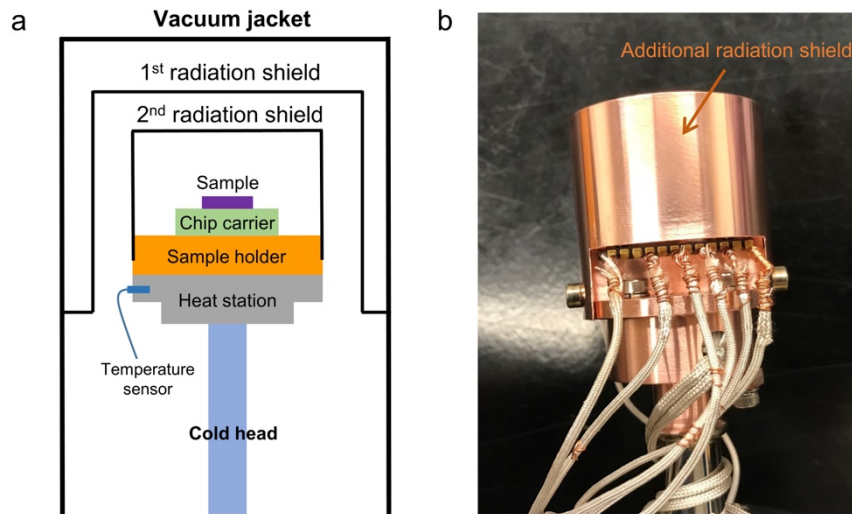 a
Vacuum jacket
1st radiation shield
2nd radiation shield
Sample
Chip carrier
Sample holder
Heat station
Temperature
sensor
Cold head
b
Additional radiation shield